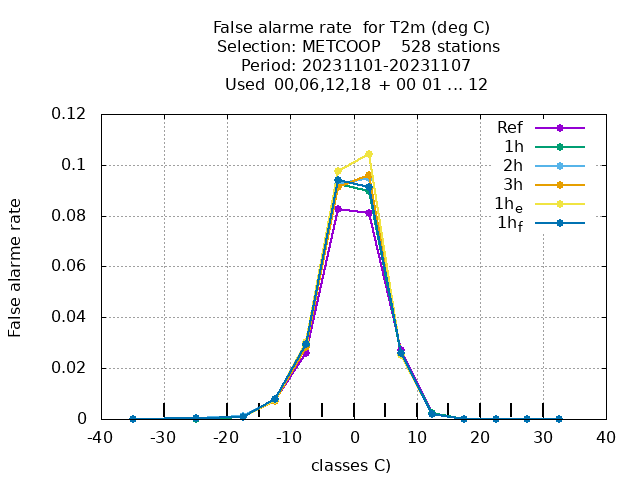 False alarme rate  for T2m (deg C)
Selection: METCOOP    528 stations
Period: 20231101-20231107
Used  00,06,12,18  + 00 01 ... 12
0.12
0.1
0.08
0.06
0.04
0.02
0
False alarme rate
Ref
1h
2h
3h
1he
1hf
-40 -30 -20 -10 0 10 20 30 40
classes C)